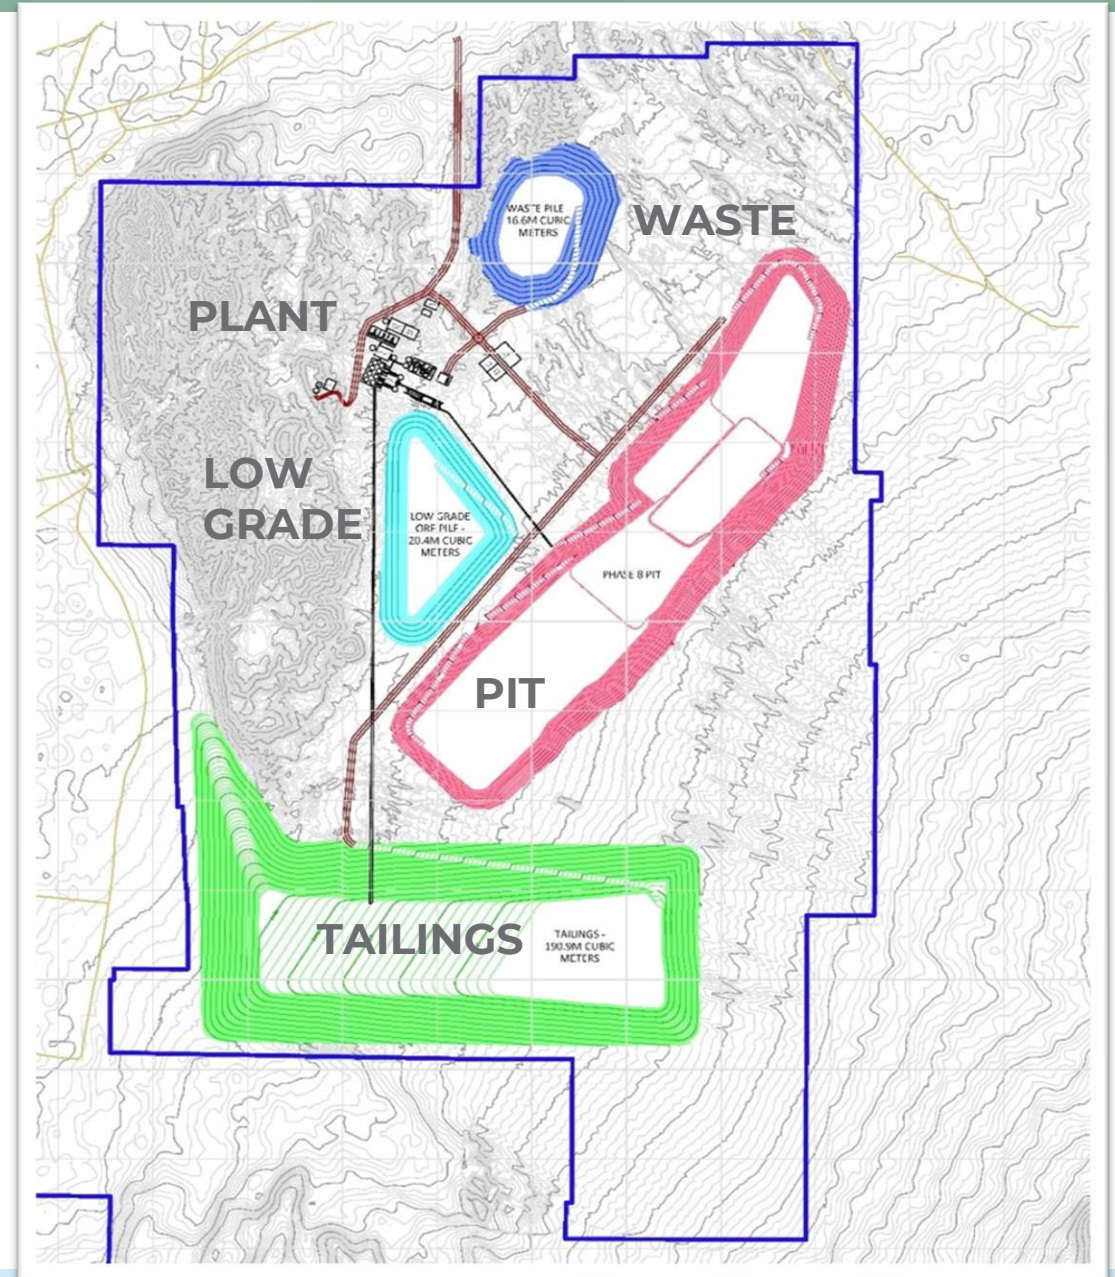 WASTE PILE
16.6M CUBIC
METERS
WASTE
PLANT
LOW
GRADE
LOW GRADE
ORE PILE -
20.4M CUBIC
METERS
PHASE 8 PIT
PIT
TAILINGS
TAILINGS -
190.9M CUBIC
METERS